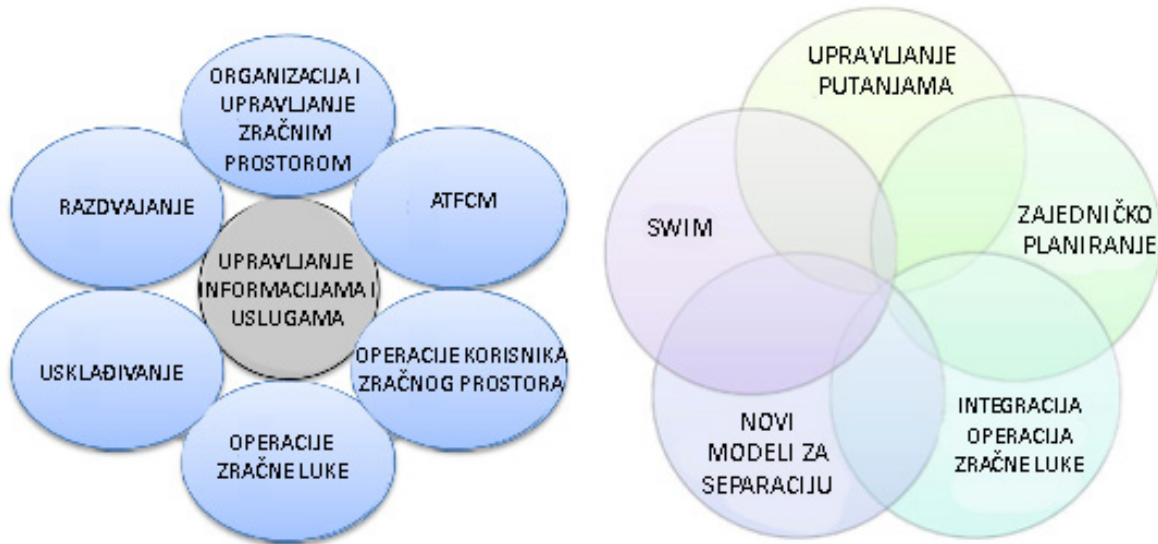 ORGANIZACIJA I
UPRAVLJANJE
ZRAČNIM
PROSTOROM
RAZDVAJANJE
ATFCM
UPRAVLJANJE
INFORMACIJAMA I
USLUGAMA
USKLAĐIVANJE
OPERACIJE KORISNIKA
ZRAČNOG PROSTORA
OPERACIJE
ZRAČNE LUKE
UPRAVLJANJE
PUTANJAMA
SWIM
ZAJEDNIČKO
PLANIRANJE
NOVI
MODELI ZA
SEPARACIJU
INTEGRACIJA
OPERACIJA
ZRAČNE LUKE